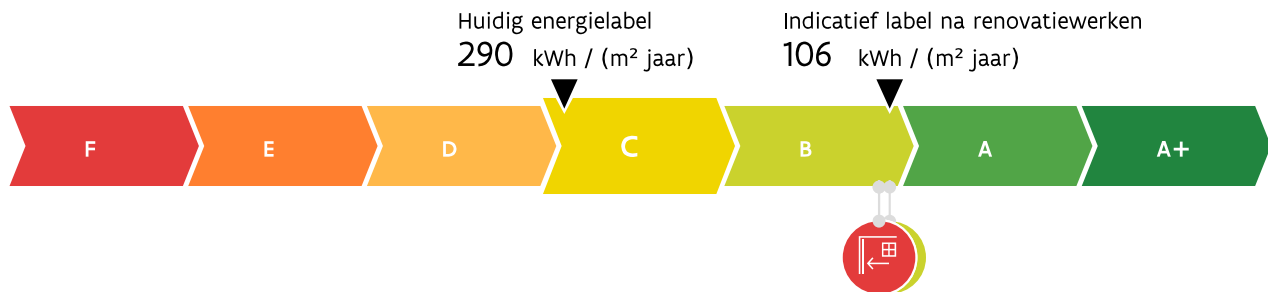 Huidig energielabel
290 kWh / (m² jaar)
Indicatief label na renovatiewerken
106 kWh / (m² jaar)
F E D C B A A+